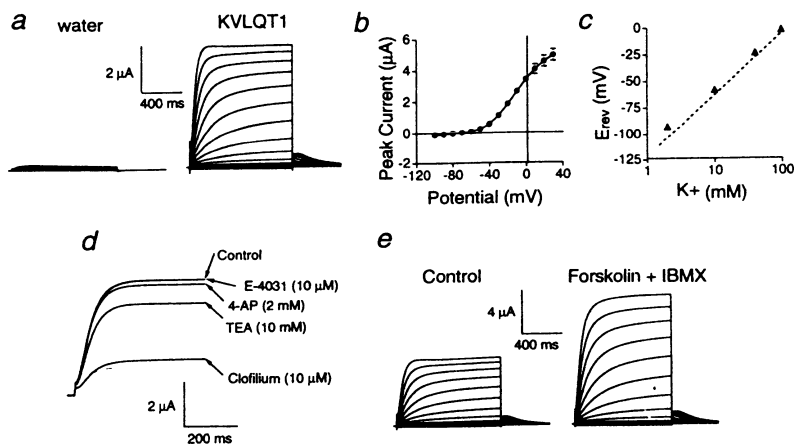 a
water
KVLQT1
2 μA
400 ms
b
Peak Current (μA)
6
4
2
0
-2
-120
-80
-40
0
40
Potential (mV)
c
Erev (mV)
0
-25
-50
-75
-100
-125
1
10
100
K+ (mM)
d
Control
E-4031 (10 μM)
4-AP (2 mM)
TEA (10 mM)
Clofilium (10 μM)
2 μA
200 ms
e
Control
Forskolin + IBMX
4 μA
400 ms